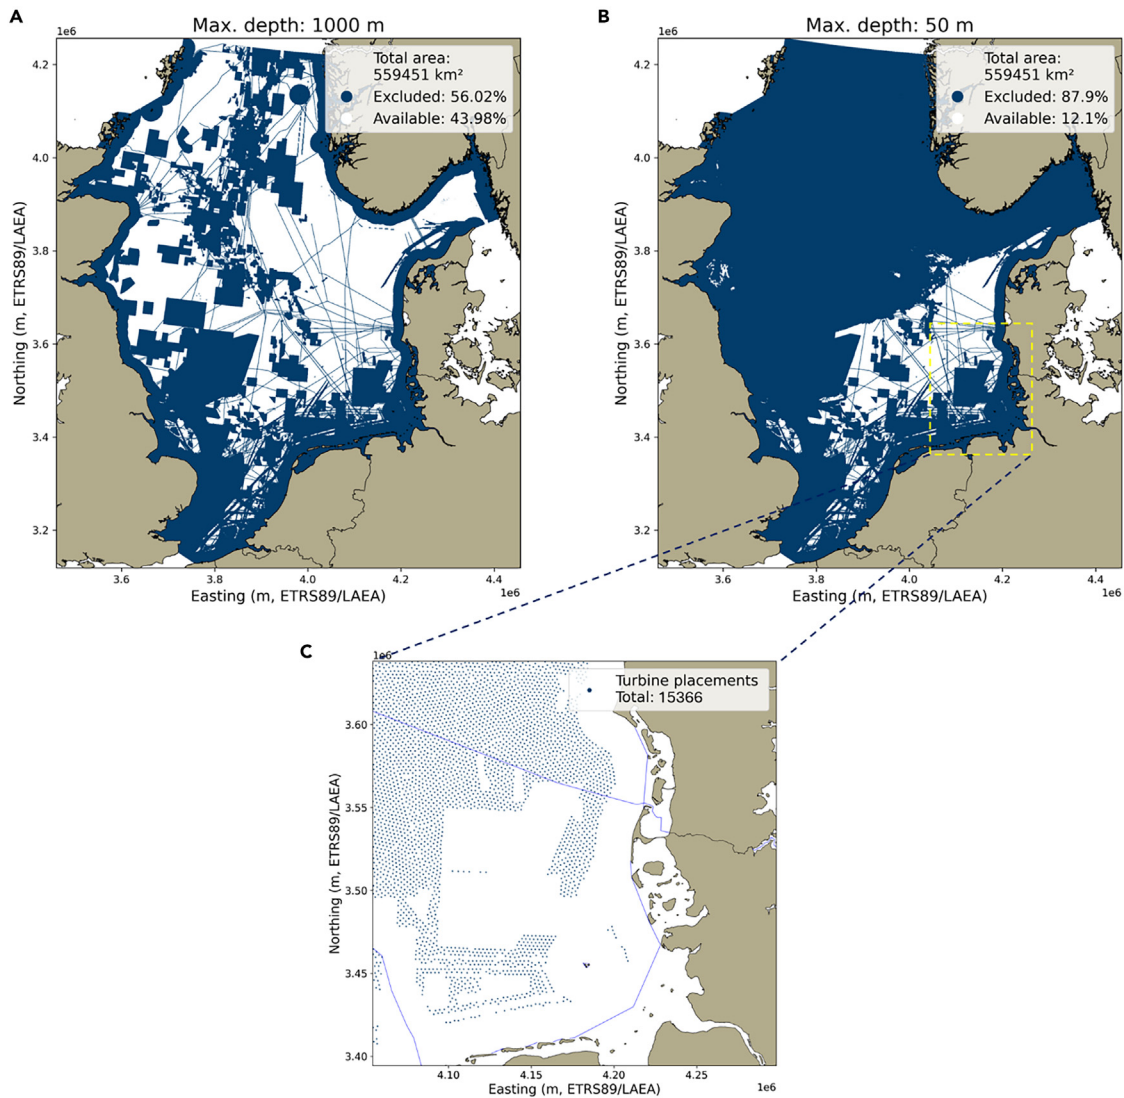 A
Max. depth: 1000 m
1e6
Total area:
559451 km²
Excluded: 56.02%
Available: 43.98%
4.2
4.0
3.8
3.6
3.4
3.2
Northing (m, ETRS89/LAEA)
3.6
3.8
4.0
4.2
4.4
1e6
Easting (m, ETRS89/LAEA)
B
Max. depth: 50 m
1e6
Total area:
559451 km²
Excluded: 87.9%
Available: 12.1%
4.2
4.0
3.8
3.6
3.4
3.2
Northing (m, ETRS89/LAEA)
3.6
3.8
4.0
4.2
4.4
1e6
Easting (m, ETRS89/LAEA)
C
1e6
Turbine placements
Total: 15366
3.60
3.55
3.50
3.45
3.40
Northing (m, ETRS89/LAEA)
4.10
4.15
4.20
4.25
1e6
Easting (m, ETRS89/LAEA)